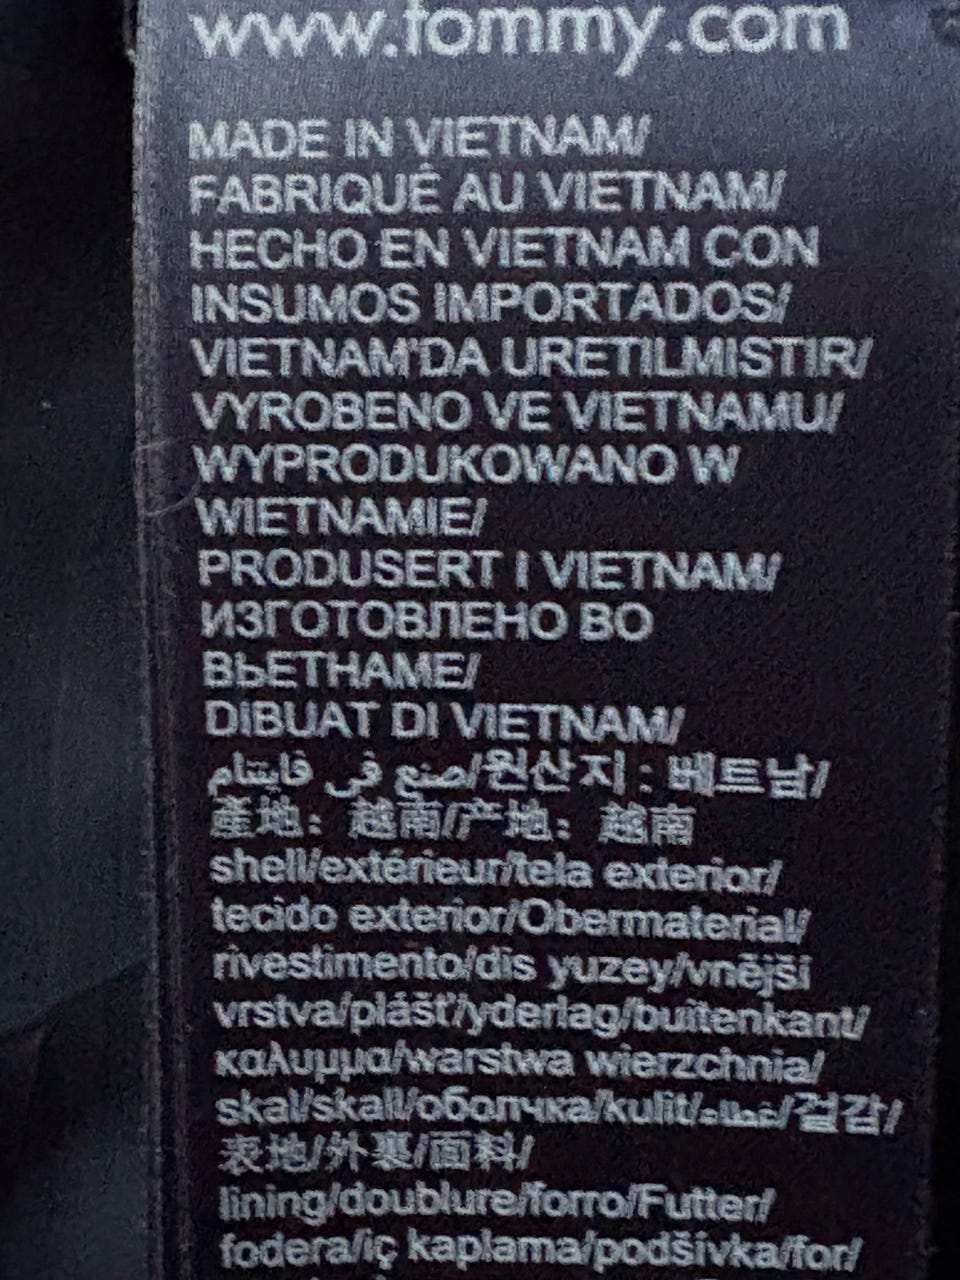 www.tommy.com
MADE IN VIETNAM/
FABRIQUÉ AU VIETNAM/
HECHO EN VIETNAM CON
INSUMOS IMPORTADOS/
VIETNAM'DA URETILMISTIR/
VYROBENO VE VIETNAMU/
WYPRODUKOWANO W
WIETNAMIE/
PRODUSERT I VIETNAM/
ИЗГОТОВЛЕНО ВО
ВЬЕТНАМЕ/
DIBUAT DI VIETNAM/
صنع في فايتنام/원산지 : 베트남/
產地: 越南//产地: 越南
shell/extérieur/tela exterior/
tecido exterior/Obermaterial/
rivestimento/dis yuzey/vnější
vrstva/plášť/yderlag/buitenkant/
καλυμμα/warstwa wierzchnia/
skal/skall/оболчка/kulit/غطاء/겉감/
表地/外裹/面料/
lining/doublure/forro/Futter/
fodera/iç kaplama/podšívka/for/